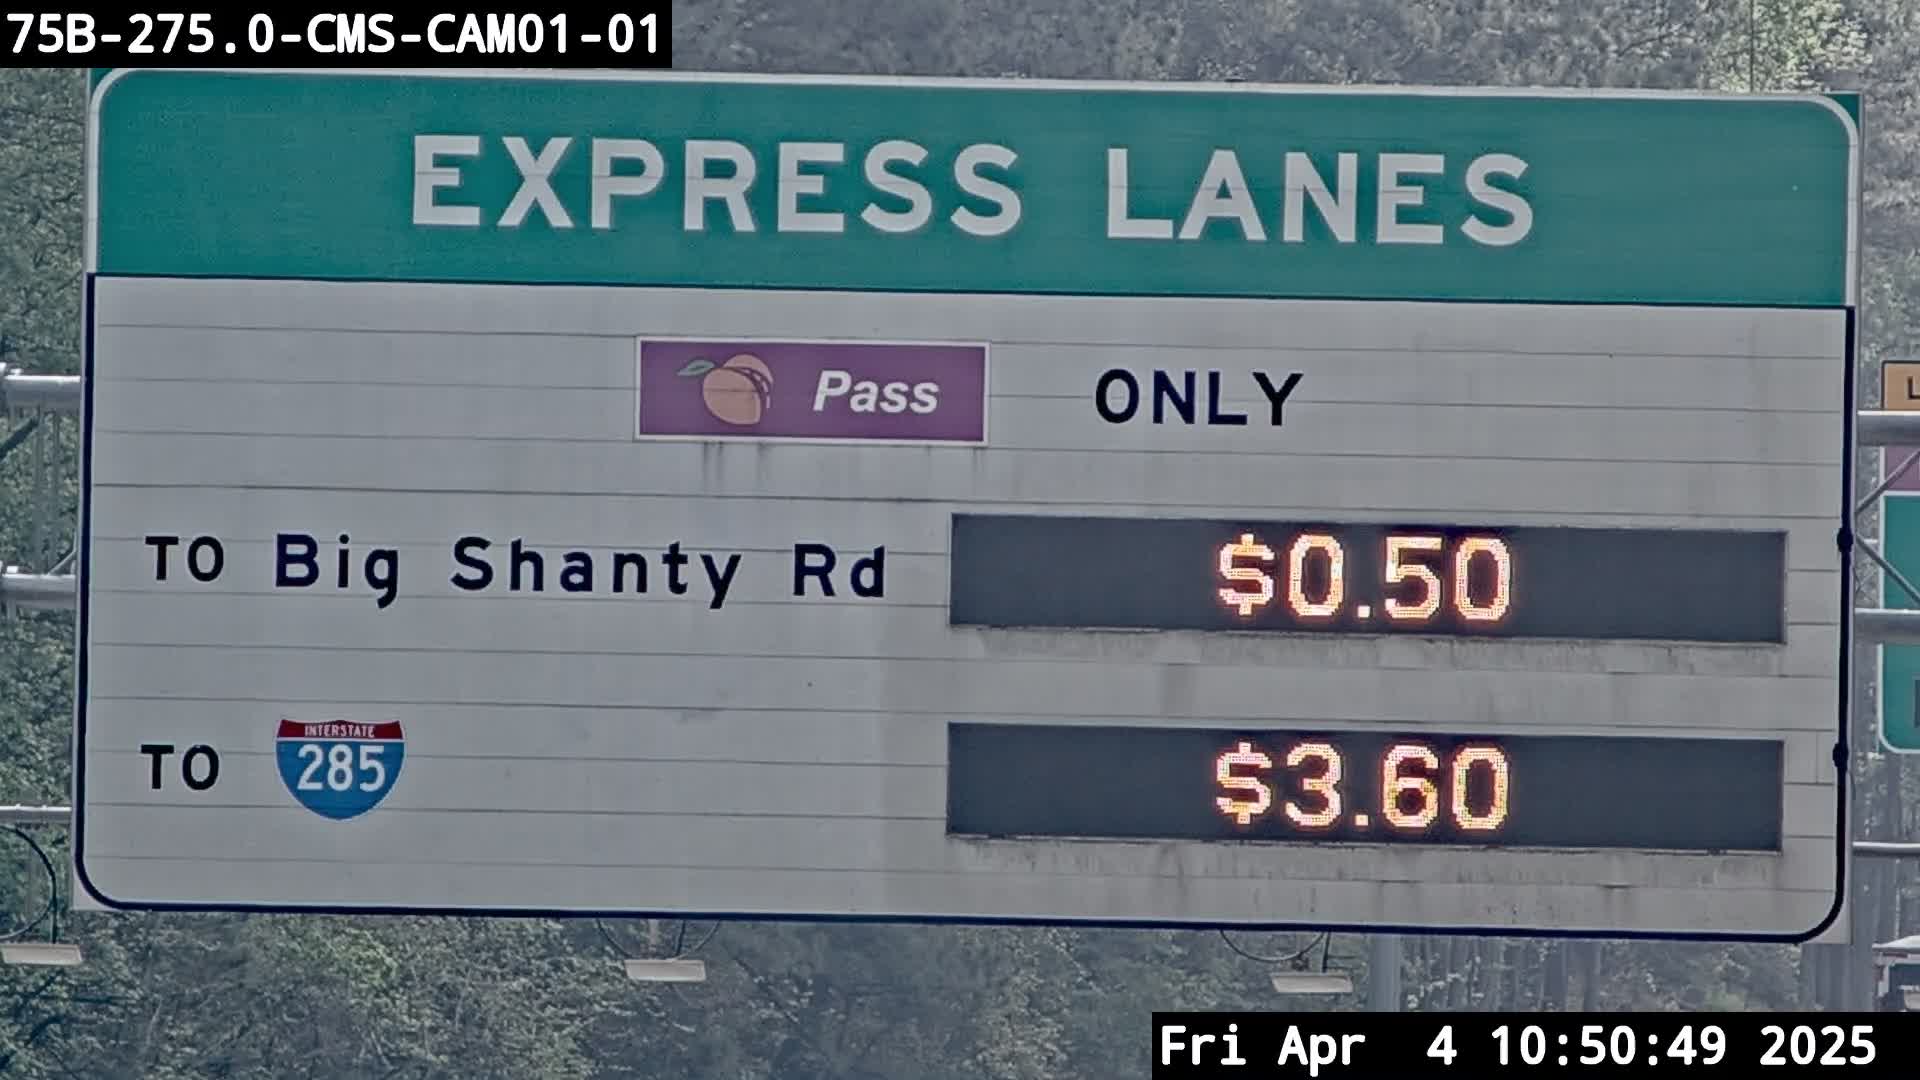 75B-275.0-CMS-CAM01-01
EXPRESS LANES
Pass ONLY
TO Big Shanty Rd $0.50
TO INTERSTATE 285 $3.60
Fri Apr 4 10:50:49 2025